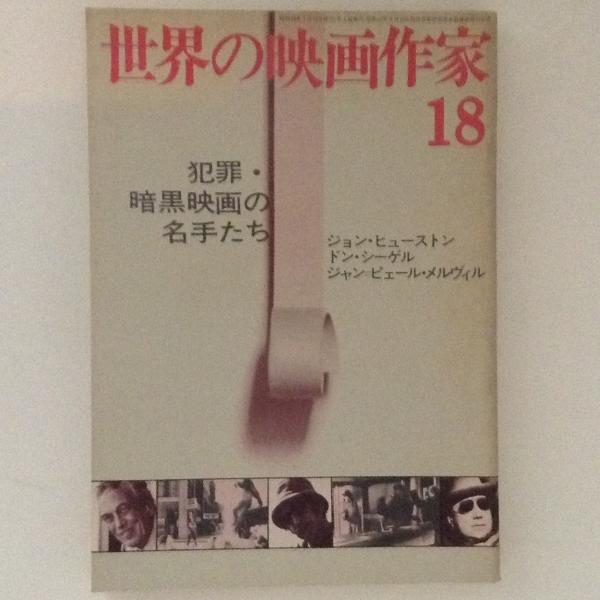 世界の映画作家
18
犯罪・
暗黒映画の
名手たち
ジョン・ヒューストン
ドン・シーゲル
ジャン=ピェール・メルヴィル